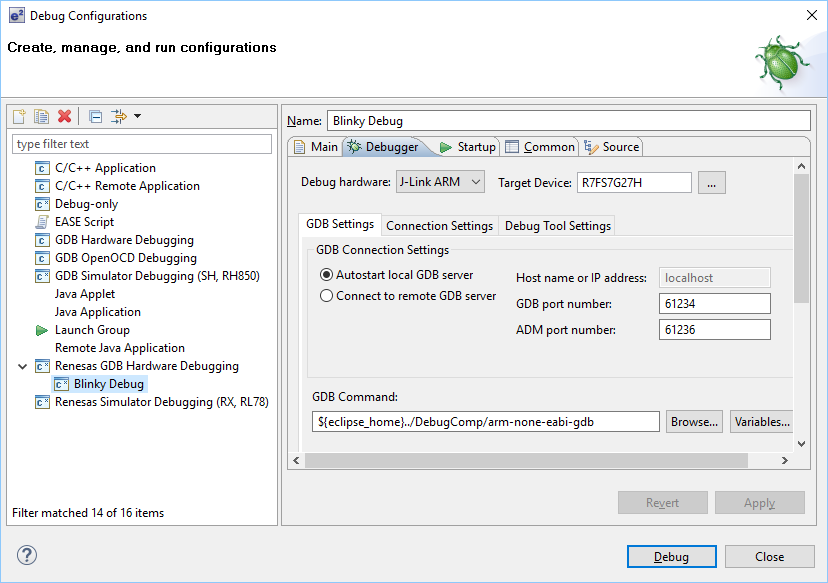 Debug Configurations
Create, manage, and run configurations
type filter text
C/C++ Application
C/C++ Remote Application
Debug-only
EASE Script
GDB Hardware Debugging
GDB OpenOCD Debugging
GDB Simulator Debugging (SH, RH850)
Java Applet
Java Application
Launch Group
Remote Java Application
Renesas GDB Hardware Debugging
Blinky Debug
Renesas Simulator Debugging (RX, RL78)
Filter matched 14 of 16 items
Name: Blinky Debug
Main Debugger Startup Common Source
Debug hardware: J-Link ARM Target Device: R7FS7G27H ...
GDB Settings Connection Settings Debug Tool Settings
GDB Connection Settings
Autostart local GDB server
Connect to remote GDB server
Host name or IP address: localhost
GDB port number: 61234
ADM port number: 61236
GDB Command:
${eclipse_home}../DebugComp/arm-none-eabi-gdb Browse... Variables...
Revert Apply
Debug Close